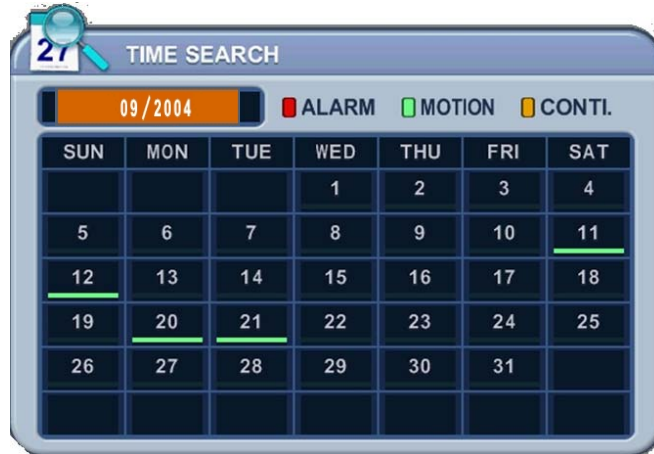 27 TIME SEARCH
09/2004 ALARM MOTION CONTI.
SUN MON TUE WED THU FRI SAT
1 2 3 4
5 6 7 8 9 10 11
12 13 14 15 16 17 18
19 20 21 22 23 24 25
26 27 28 29 30 31